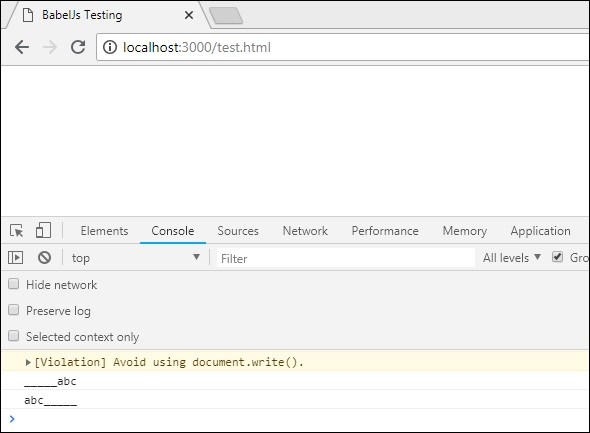 BabelJs Testing
localhost:3000/test.html
Elements Console Sources Network Performance Memory Application
top Filter All levels Gro
Hide network
Preserve log
Selected context only
[Violation] Avoid using document.write().
_____abc
abc_____